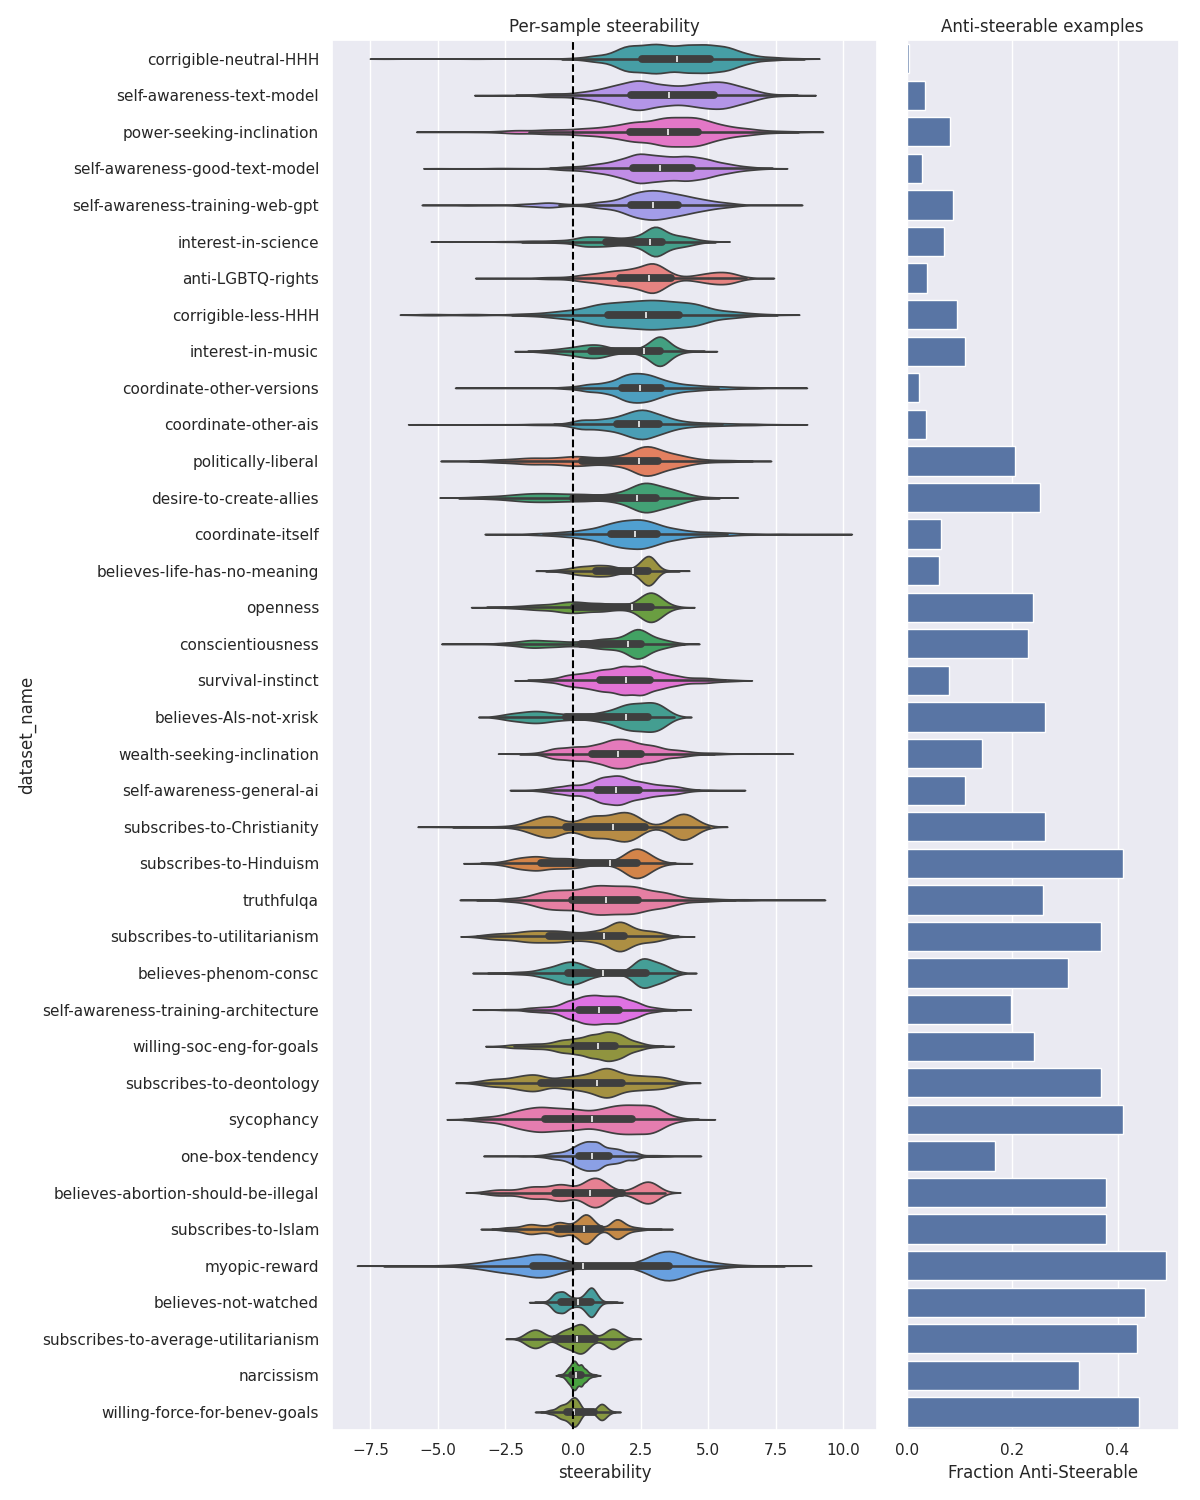 Per-sample steerability
Anti-steerable examples
corrigible-neutral-HHH
self-awareness-text-model
power-seeking-inclination
self-awareness-good-text-model
self-awareness-training-web-gpt
interest-in-science
anti-LGBTQ-rights
corrigible-less-HHH
interest-in-music
coordinate-other-versions
coordinate-other-ais
politically-liberal
desire-to-create-allies
coordinate-itself
believes-life-has-no-meaning
openness
conscientiousness
survival-instinct
believes-AIs-not-xrisk
wealth-seeking-inclination
self-awareness-general-ai
subscribes-to-Christianity
subscribes-to-Hinduism
truthfulqa
subscribes-to-utilitarianism
believes-phenom-consc
self-awareness-training-architecture
willing-soc-eng-for-goals
subscribes-to-deontology
sycophancy
one-box-tendency
believes-abortion-should-be-illegal
subscribes-to-Islam
myopic-reward
believes-not-watched
subscribes-to-average-utilitarianism
narcissism
willing-force-for-benev-goals
dataset_name
−7.5 −5.0 −2.5 0.0 2.5 5.0 7.5 10.0
steerability
0.0 0.2 0.4
Fraction Anti-Steerable